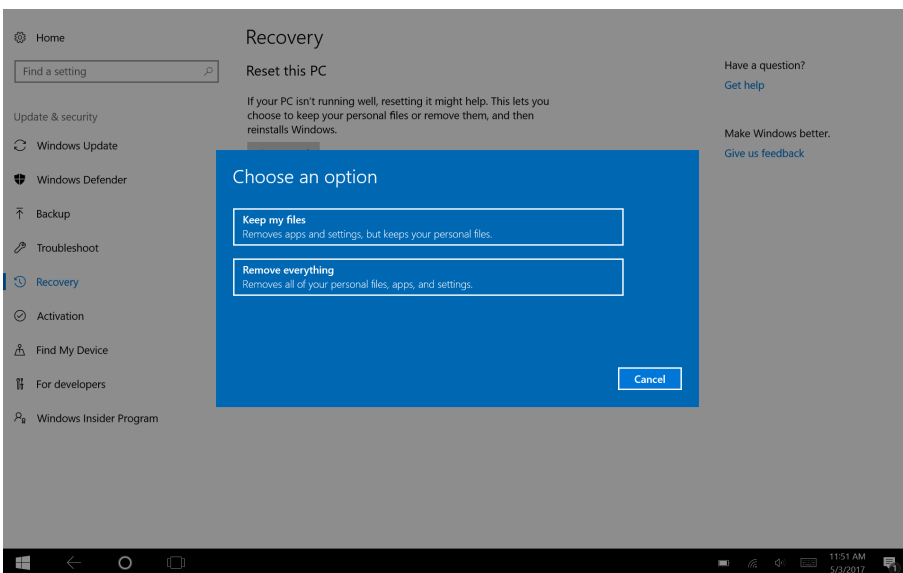 Home
Find a setting
Update & security
Windows Update
Windows Defender
Backup
Troubleshoot
Recovery
Activation
Find My Device
For developers
Windows Insider Program
Recovery
Reset this PC
If your PC isn't running well, resetting it might help. This lets you
choose to keep your personal files or remove them, and then
reinstalls Windows.
Choose an option
Keep my files
Removes apps and settings, but keeps your personal files.
Remove everything
Removes all of your personal files, apps, and settings.
Cancel
Have a question?
Get help
Make Windows better.
Give us feedback
11:51 AM
5/3/2017
1